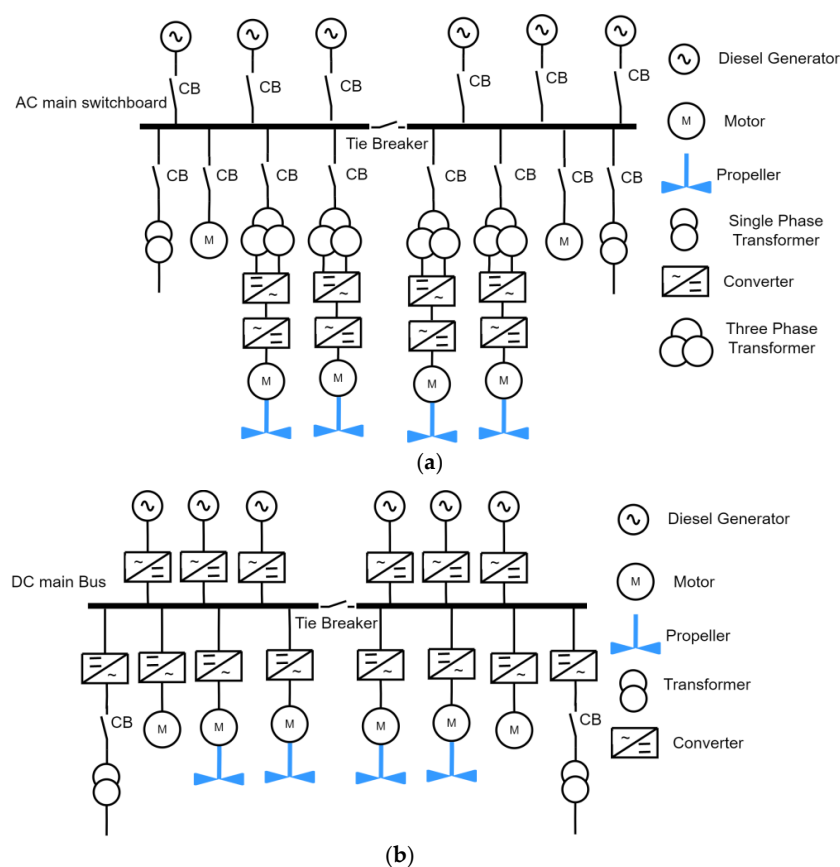 CB
CB
CB
CB
CB
CB
Diesel Generator
AC main switchboard
Tie Breaker
Motor
CB
CB
CB
CB
CB
CB
CB
CB
Propeller
M
M
Single Phase
Transformer
Converter
~
~
~
~
~
~
~
~
~
Three Phase
Transformer
M
M
M
M
M
(a)
Diesel Generator
~
~
~
~
~
~
DC main Bus
Tie Breaker
M
Motor
Propeller
~
~
~
~
~
~
~
~
CB
M
M
M
M
M
M
CB
Transformer
~
Converter
(b)